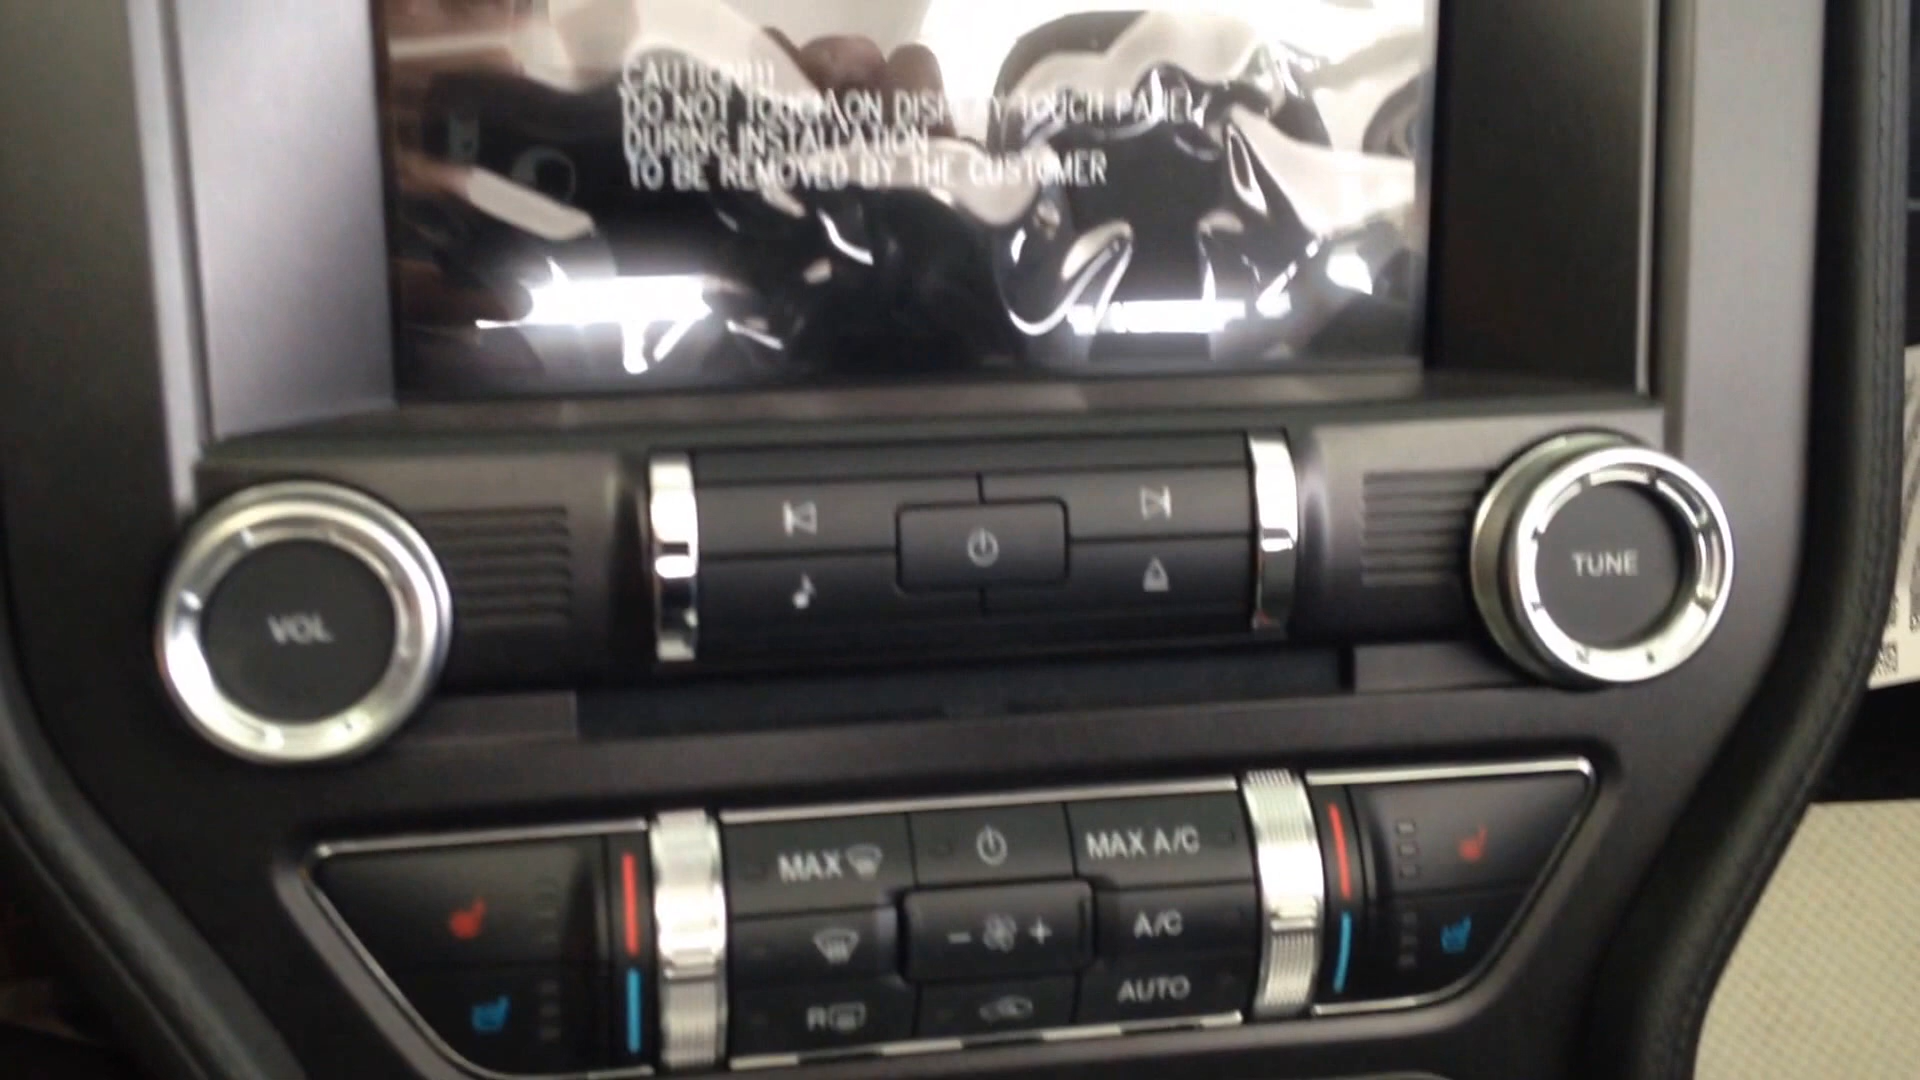 CAUTION!!!
DO NOT TOUCH ON DISPLAY TOUCH PANEL
DURING INSTALLATION
TO BE REMOVED BY THE CUSTOMER
VOL
TUNE
MAX
MAX A/C
- +
A/C
R
AUTO